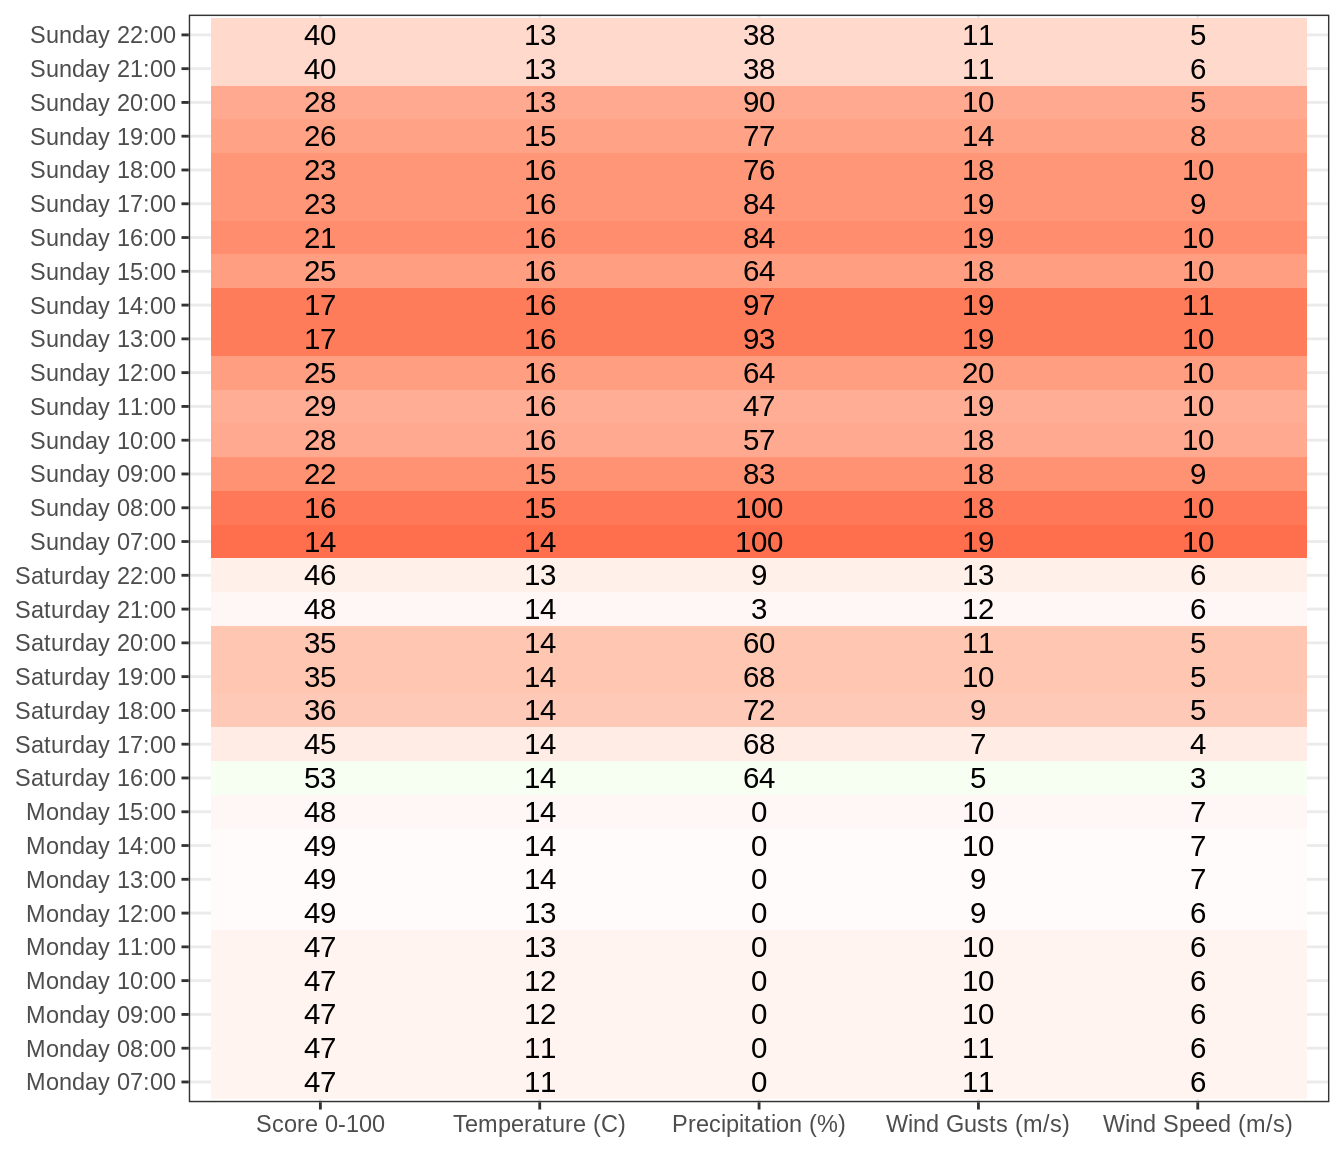 Sunday 22:00 40 13 38 11 5
Sunday 21:00 40 13 38 11 6
Sunday 20:00 28 13 90 10 5
Sunday 19:00 26 15 77 14 8
Sunday 18:00 23 16 76 18 10
Sunday 17:00 23 16 84 19 9
Sunday 16:00 21 16 84 19 10
Sunday 15:00 25 16 64 18 10
Sunday 14:00 17 16 97 19 11
Sunday 13:00 17 16 93 19 10
Sunday 12:00 25 16 64 20 10
Sunday 11:00 29 16 47 19 10
Sunday 10:00 28 16 57 18 10
Sunday 09:00 22 15 83 18 9
Sunday 08:00 16 15 100 18 10
Sunday 07:00 14 14 100 19 10
Saturday 22:00 46 13 9 13 6
Saturday 21:00 48 14 3 12 6
Saturday 20:00 35 14 60 11 5
Saturday 19:00 35 14 68 10 5
Saturday 18:00 36 14 72 9 5
Saturday 17:00 45 14 68 7 4
Saturday 16:00 53 14 64 5 3
Monday 15:00 48 14 0 10 7
Monday 14:00 49 14 0 10 7
Monday 13:00 49 14 0 9 7
Monday 12:00 49 13 0 9 6
Monday 11:00 47 13 0 10 6
Monday 10:00 47 12 0 10 6
Monday 09:00 47 12 0 10 6
Monday 08:00 47 11 0 11 6
Monday 07:00 47 11 0 11 6
Score 0-100 Temperature (C) Precipitation (%) Wind Gusts (m/s) Wind Speed (m/s)